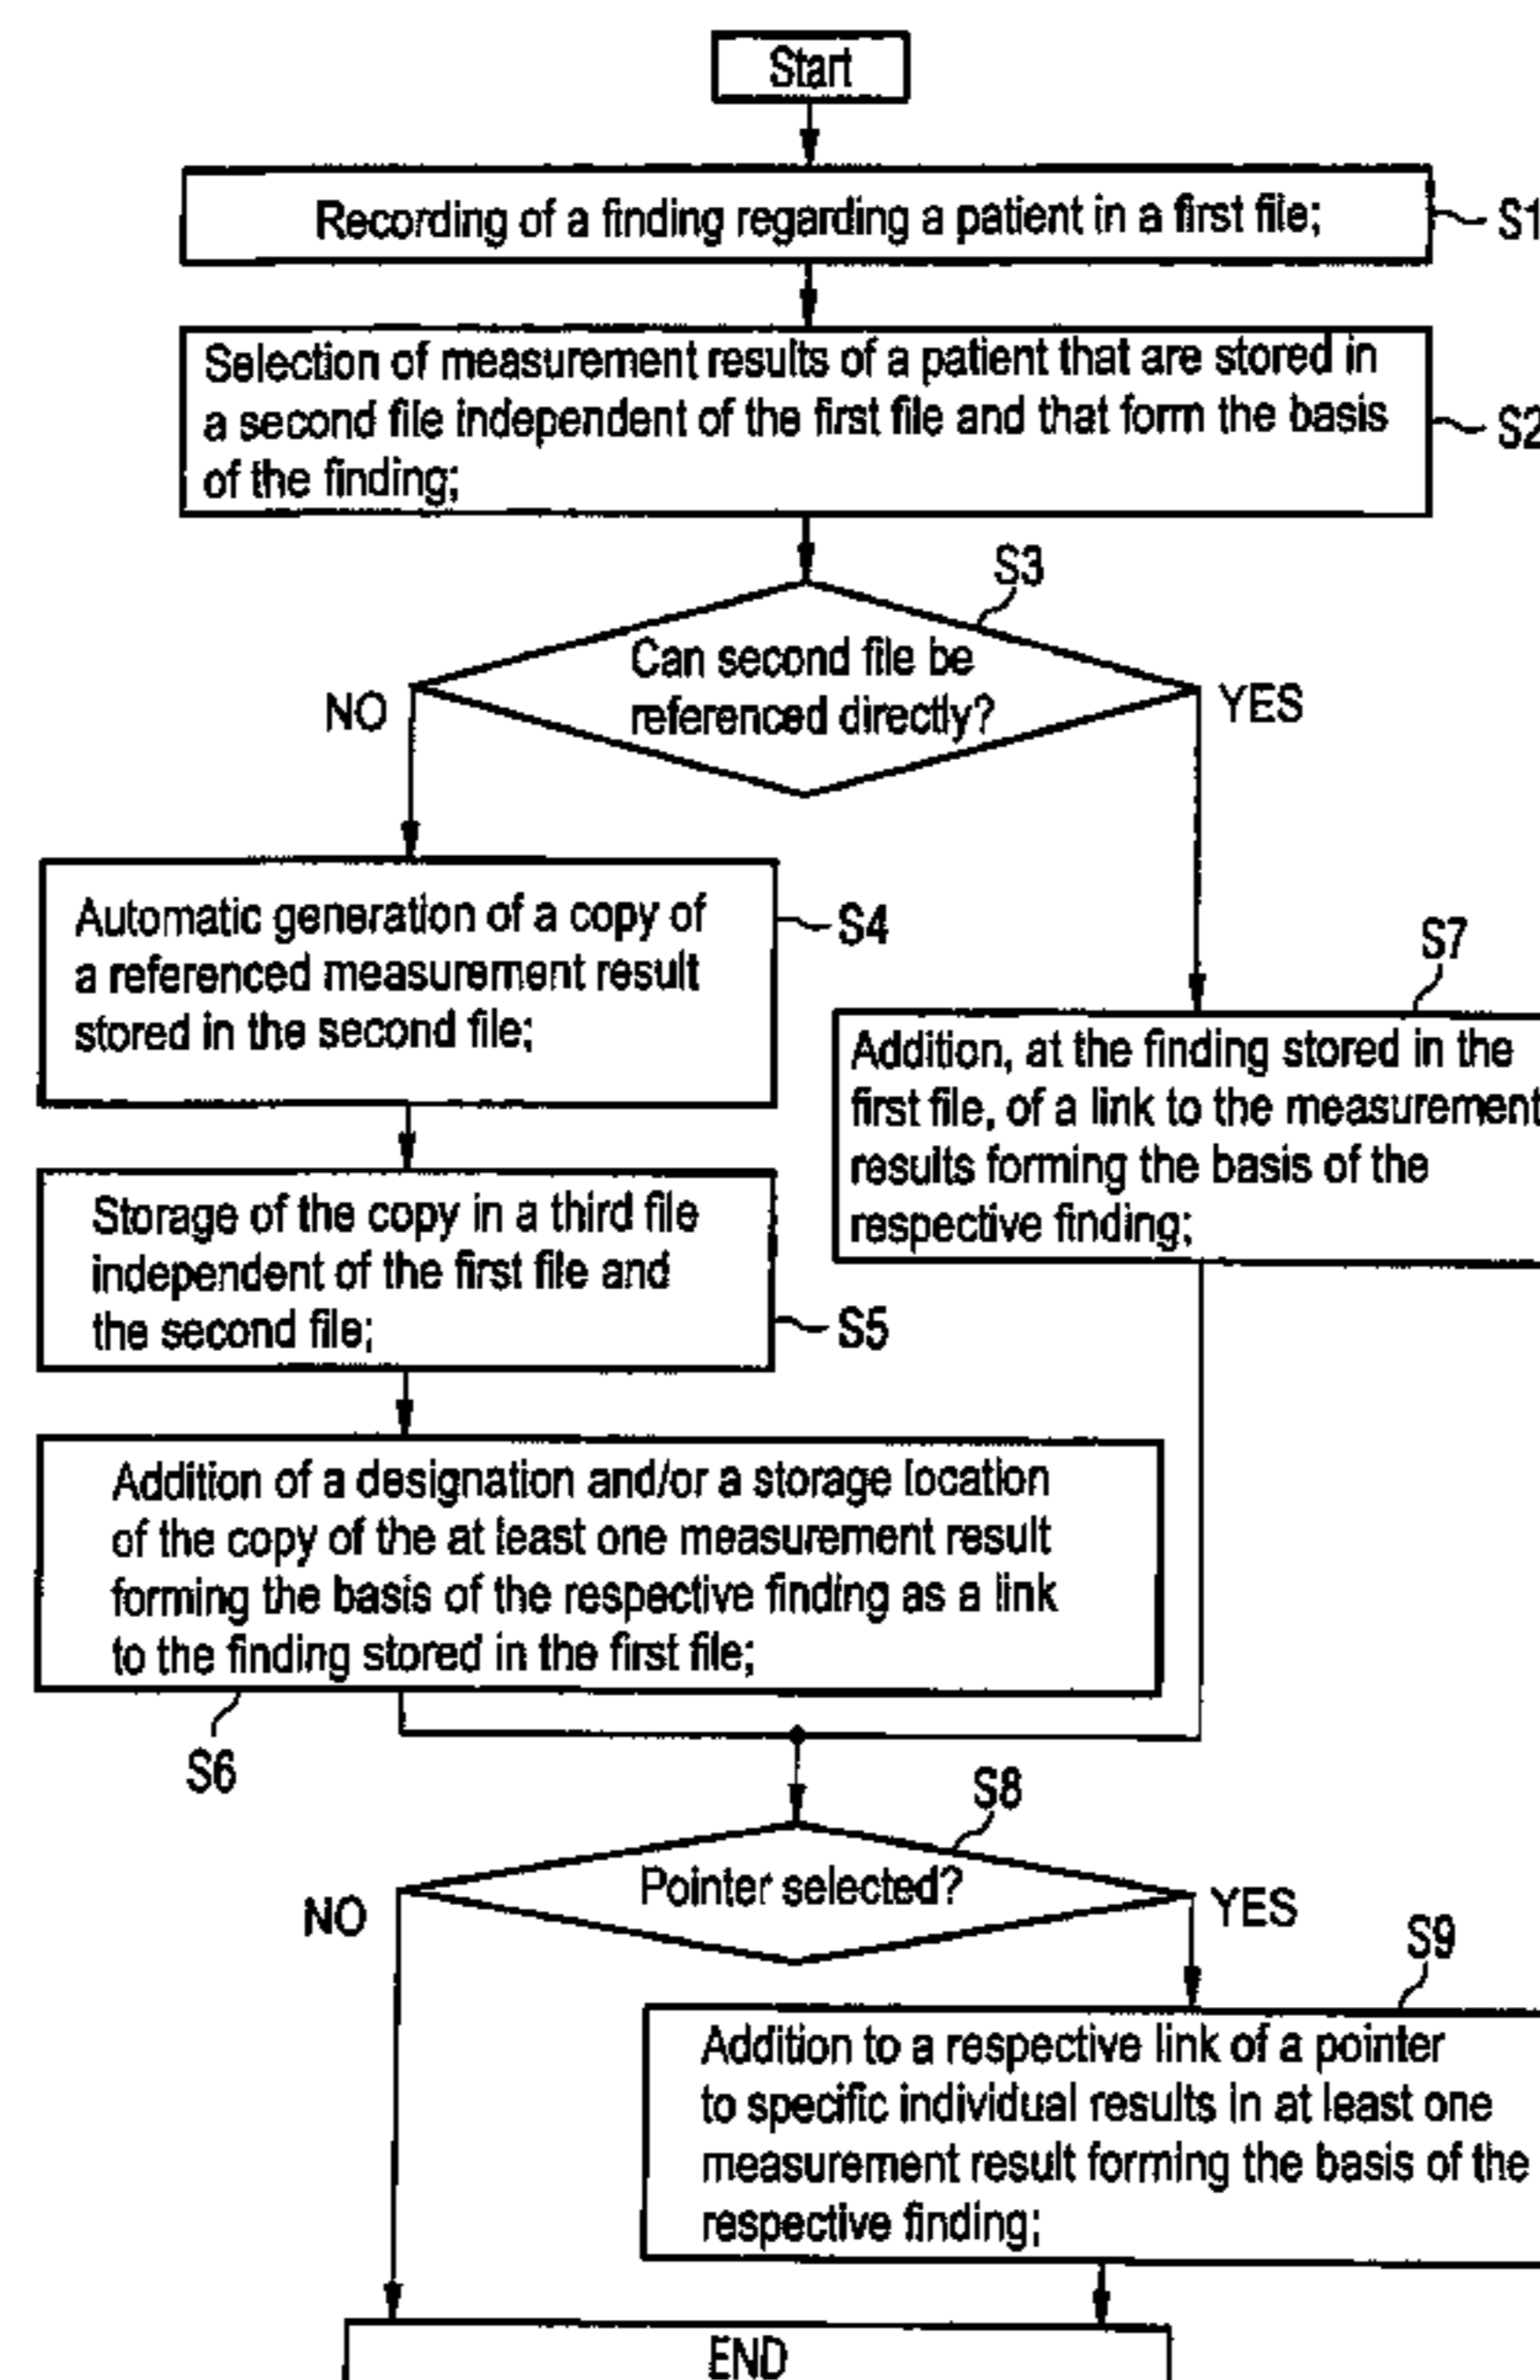 Start
Recording of a finding regarding a patient in a first file;
S1
Selection of measurement results of a patient that are stored in
a second file independent of the first file and that form the basis
of the finding;
S2
S3
Can second file be
referenced directly?
NO
YES
Automatic generation of a copy of
a referenced measurement result
stored in the second file;
S4
S7
Addition, at the finding stored in the
first file, of a link to the measurement
results forming the basis of the
respective finding;
Storage of the copy in a third file
independent of the first file and
the second file;
S5
Addition of a designation and/or a storage location
of the copy of the at least one measurement result
forming the basis of the respective finding as a link
to the finding stored in the first file;
S6
S8
Pointer selected?
NO
YES
S9
Addition to a respective link of a pointer
to specific individual results in at least one
measurement result forming the basis of the
respective finding;
END